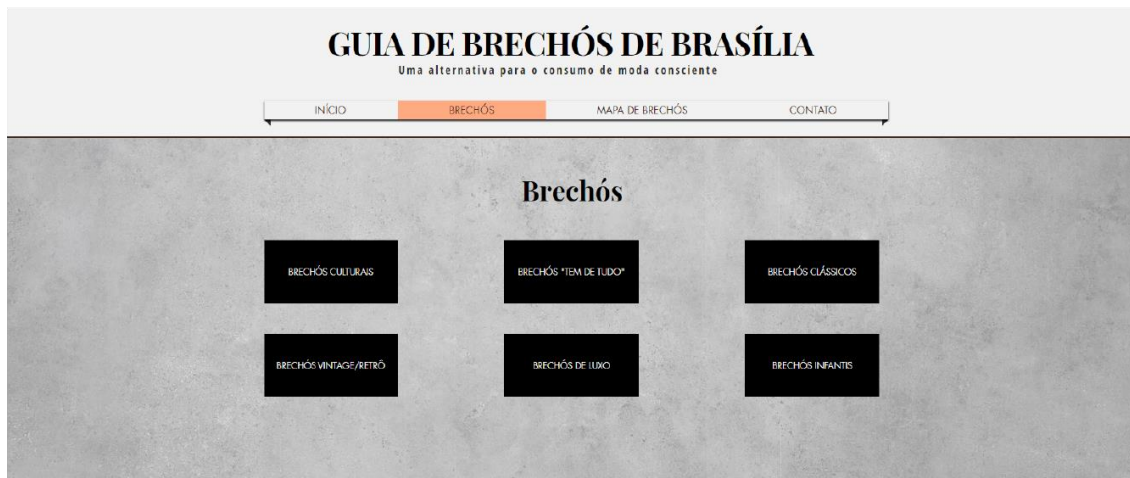 GUIA DE BRECHÓS DE BRASÍLIA
Uma alternativa para o consumo de moda consciente
INÍCIO BRECHÓS MAPA DE BRECHÓS CONTATO
Brechós
BRECHÓS CULTURAIS BRECHÓS "TEM DE TUDO" BRECHÓS CLÁSSICOS
BRECHÓS VINTAGE/RETRÔ BRECHÓS DE LUXO BRECHÓS INFANTIS